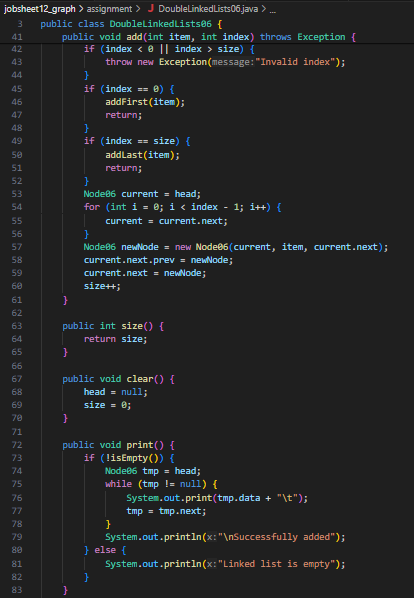 jobsheet12_graph > assignment > J DoubleLinkedLists06.java > ...
3 public class DoubleLinkedLists06 {
41 public void add(int item, int index) throws Exception {
42 if (index < 0 || index > size) {
43 throw new Exception(message:"Invalid index");
44 }
45 if (index == 0) {
46 addFirst(item);
47 return;
48 }
49 if (index == size) {
50 addLast(item);
51 return;
52 }
53 Node06 current = head;
54 for (int i = 0; i < index - 1; i++) {
55 current = current.next;
56 }
57 Node06 newNode = new Node06(current, item, current.next);
58 current.next.prev = newNode;
59 current.next = newNode;
60 size++;
61 }
62
63 public int size() {
64 return size;
65 }
66
67 public void clear() {
68 head = null;
69 size = 0;
70 }
71
72 public void print() {
73 if (!isEmpty()) {
74 Node06 tmp = head;
75 while (tmp != null) {
76 System.out.print(tmp.data + "\t");
77 tmp = tmp.next;
78 }
79 System.out.println(x:"\nSuccessfully added");
80 } else {
81 System.out.println(x:"Linked list is empty");
82 }
83 }